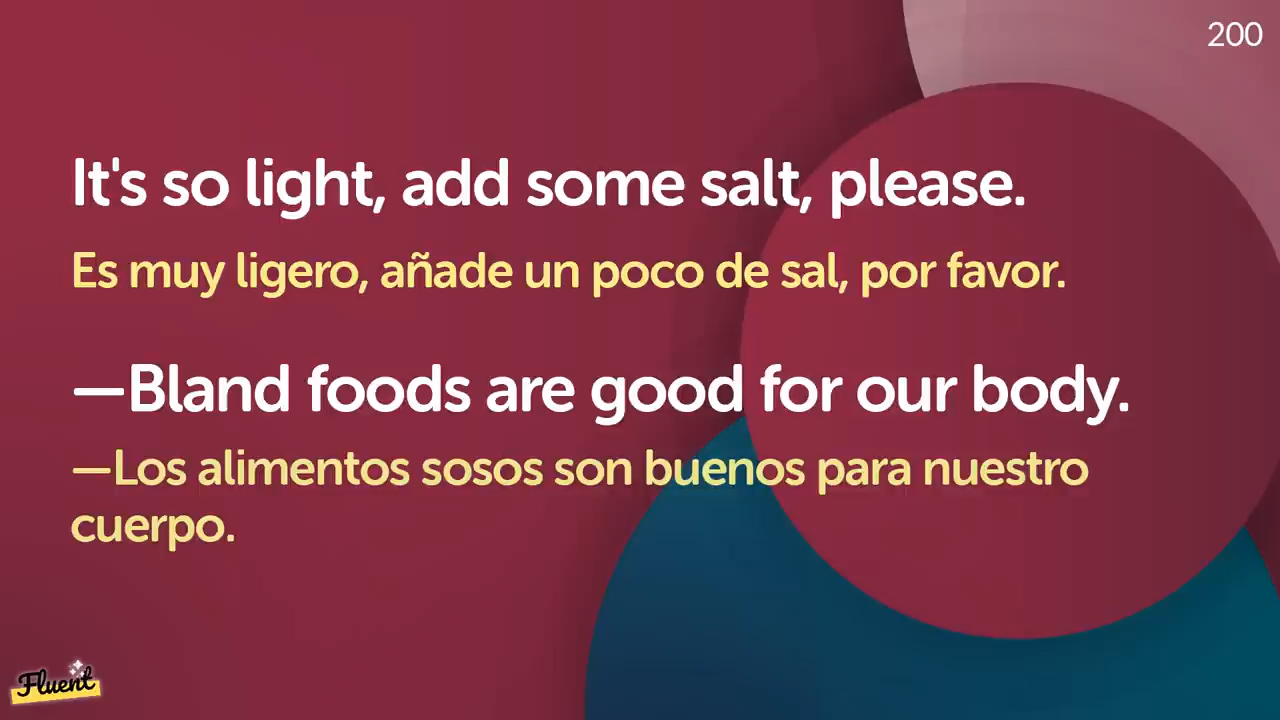 200
It's so light, add some salt, please.
Es muy ligero, añade un poco de sal, por favor.
—Bland foods are good for our body.
—Los alimentos sosos son buenos para nuestro
cuerpo.
Fluent